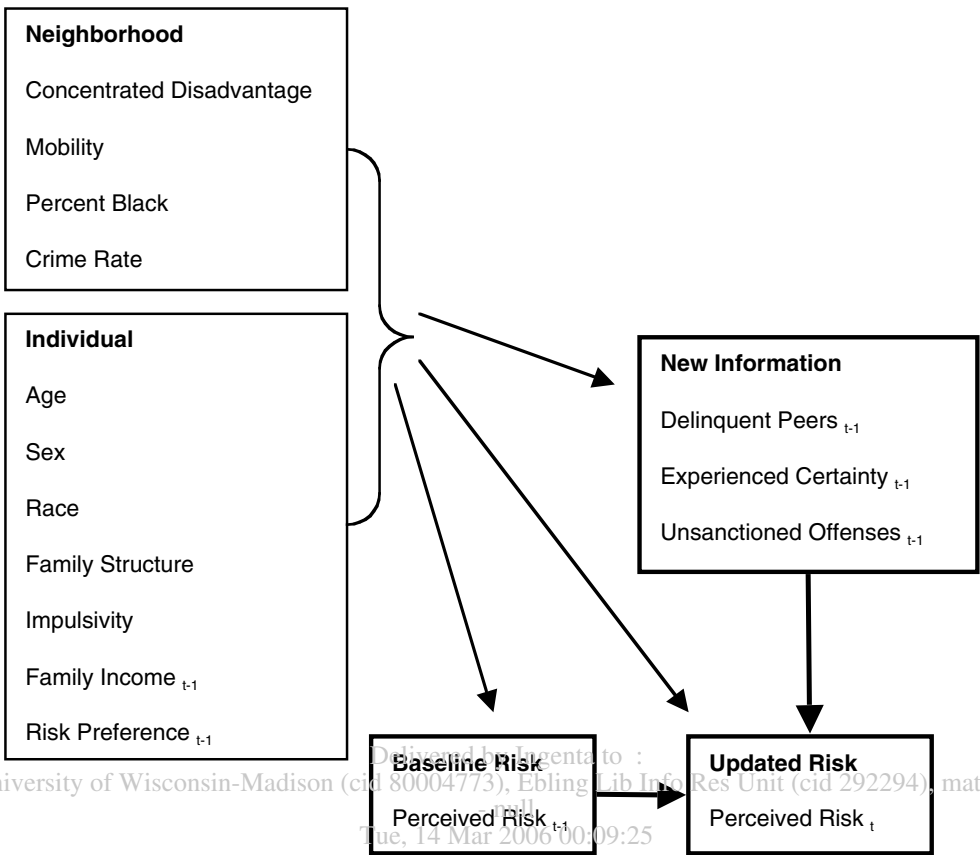 Neighborhood
Concentrated Disadvantage
Mobility
Percent Black
Crime Rate
Individual
Age
Sex
Race
Family Structure
Impulsivity
Family Income t-1
Risk Preference t-1
New Information
Delinquent Peers t-1
Experienced Certainty t-1
Unsanctioned Offenses t-1
Baseline Risk
Perceived Risk t-1
Updated Risk
Perceived Risk t
Delivered by Ingenta to :
niversity of Wisconsin-Madison (cid 80004773), Ebling Lib Info Res Unit (cid 292294), mat
- null
Tue, 14 Mar 2006 00:09:25